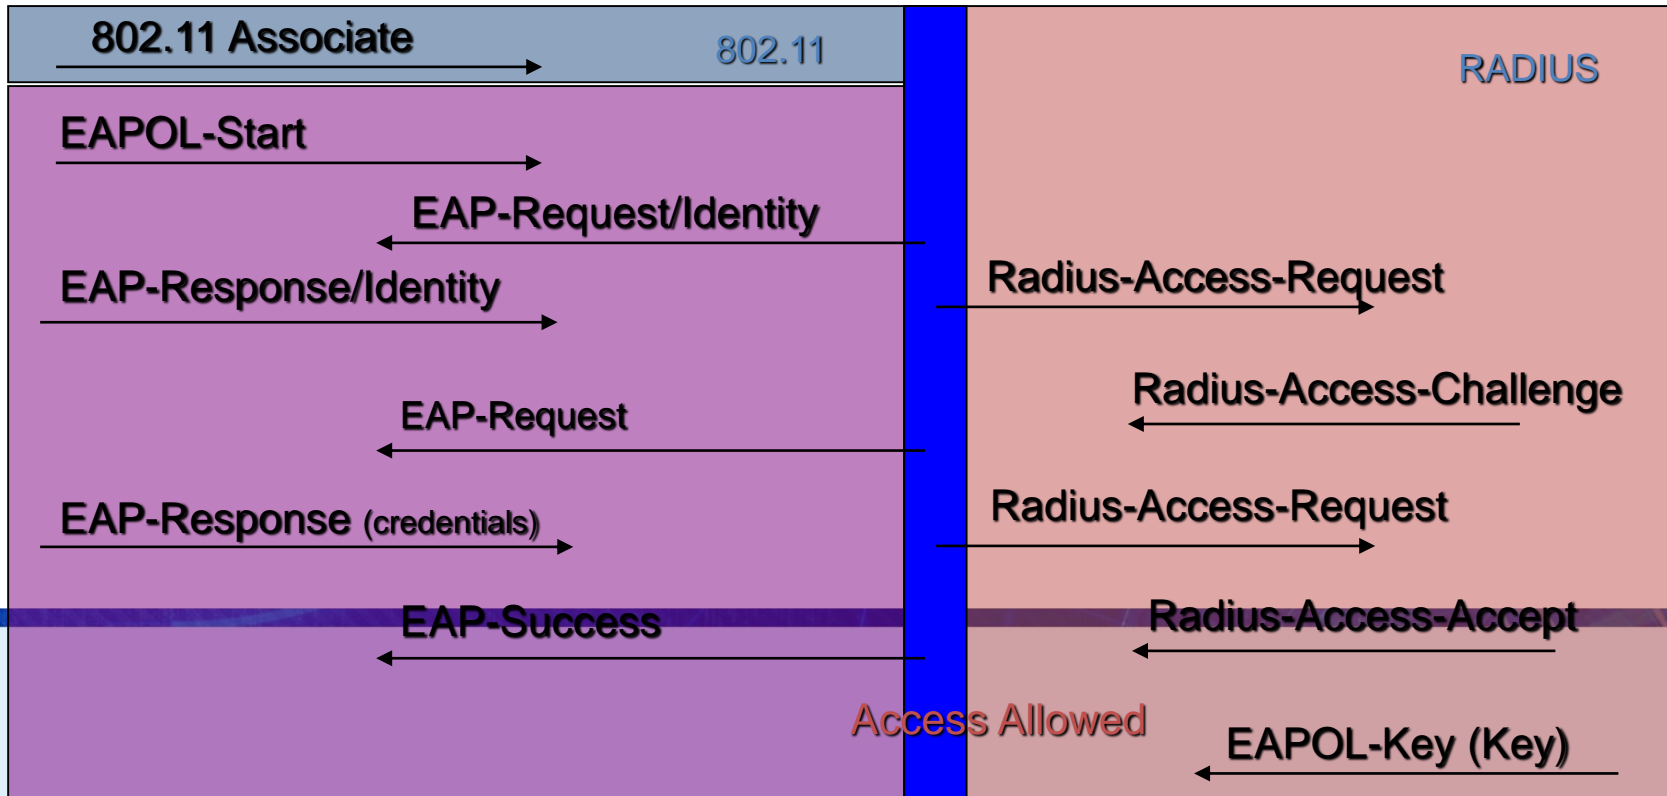 802.11 Associate
802.11
RADIUS
EAPOL-Start
EAP-Request/Identity
EAP-Response/Identity
Radius-Access-Request
Radius-Access-Challenge
EAP-Request
EAP-Response (credentials)
Radius-Access-Request
EAP-Success
Radius-Access-Accept
Access Allowed
EAPOL-Key (Key)